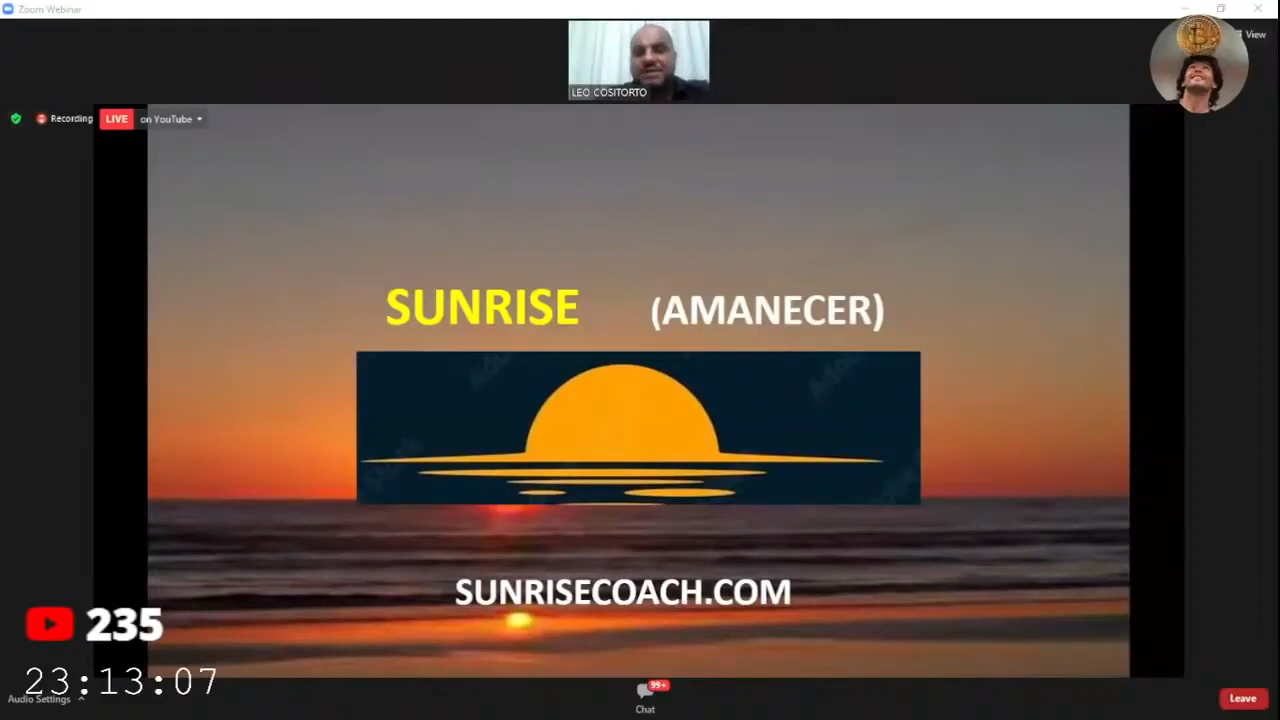 Zoom Webinar
View
LEO COSITORTO
Recording
LIVE
on YouTube
SUNRISE (AMANECER)
SUNRISECOACH.COM
235
23:13:07
Audio Settings
99+
Chat
Leave